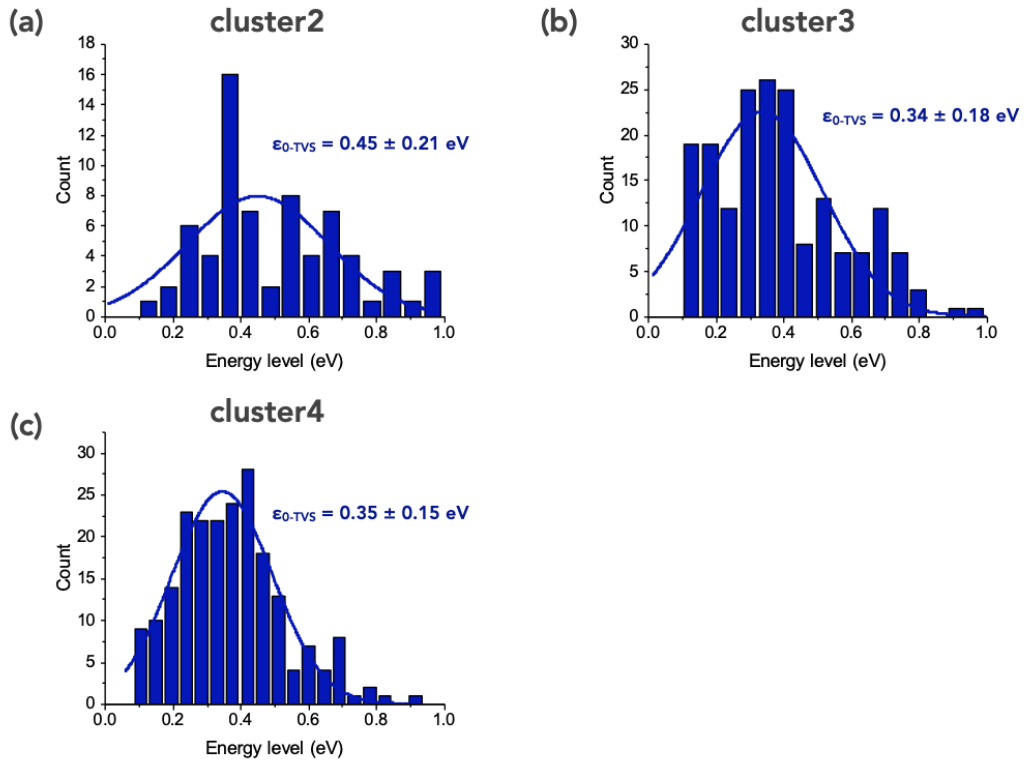 (a) cluster2
18
16
14
12
10
8
6
4
2
0
Count
ε0-TVS = 0.45 ± 0.21 eV
0.0 0.2 0.4 0.6 0.8 1.0
Energy level (eV)
(b) cluster3
30
25
20
15
10
5
0
Count
ε0-TVS = 0.34 ± 0.18 eV
0.0 0.2 0.4 0.6 0.8 1.0
Energy level (eV)
(c) cluster4
30
25
20
15
10
5
0
Count
ε0-TVS = 0.35 ± 0.15 eV
0.0 0.2 0.4 0.6 0.8 1.0
Energy level (eV)